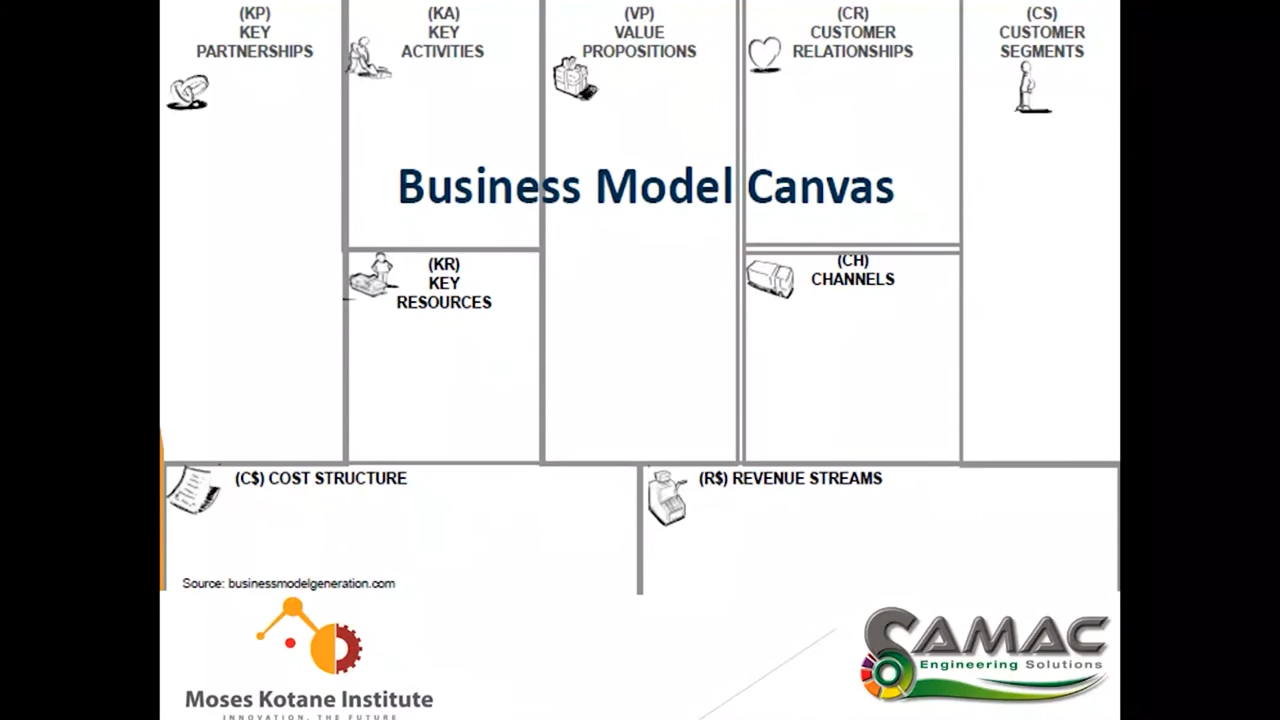 (KP)
KEY
PARTNERSHIPS
(KA)
KEY
ACTIVITIES
(VP)
VALUE
PROPOSITIONS
(CR)
CUSTOMER
RELATIONSHIPS
(CS)
CUSTOMER
SEGMENTS
Business Model Canvas
(KR)
KEY
RESOURCES
(CH)
CHANNELS
(C$) COST STRUCTURE
(R$) REVENUE STREAMS
Source: businessmodelgeneration.com
Moses Kotane Institute
INNOVATION, THE FUTURE
SAMAC
Engineering Solutions